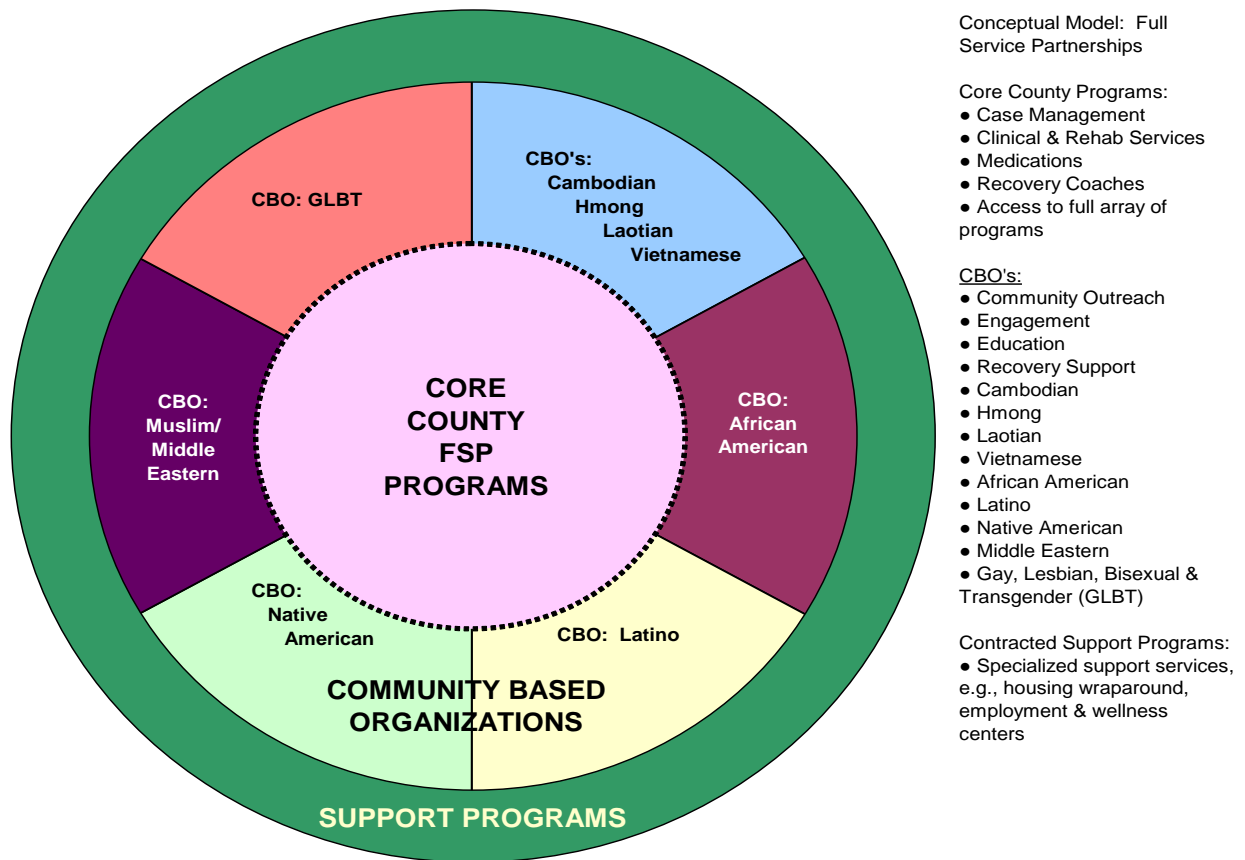 CBO: GLBT
CBO's:
Cambodian
Hmong
Laotian
Vietnamese
CBO:
Muslim/
Middle
Eastern
CORE
COUNTY
FSP
PROGRAMS
CBO:
African
American
CBO:
Native
American
CBO: Latino
COMMUNITY BASED
ORGANIZATIONS
SUPPORT PROGRAMS
Conceptual Model: Full
Service Partnerships
Core County Programs:
● Case Management
● Clinical & Rehab Services
● Medications
● Recovery Coaches
● Access to full array of
programs
CBO's:
● Community Outreach
● Engagement
● Education
● Recovery Support
● Cambodian
● Hmong
● Laotian
● Vietnamese
● African American
● Latino
● Native American
● Middle Eastern
● Gay, Lesbian, Bisexual &
Transgender (GLBT)
Contracted Support Programs:
● Specialized support services,
e.g., housing wraparound,
employment & wellness
centers